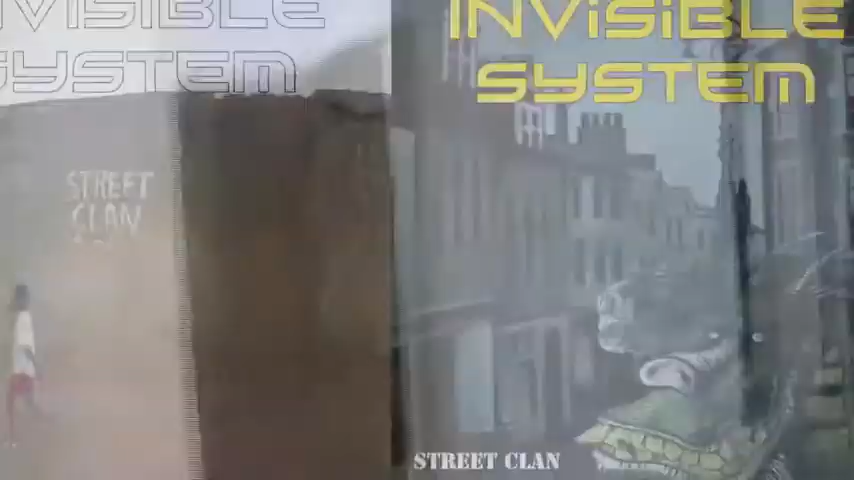 INViSiBLE
SYSTEM
STREET
CLAN
INViSiBLE
SYSTEM
STREET CLAN